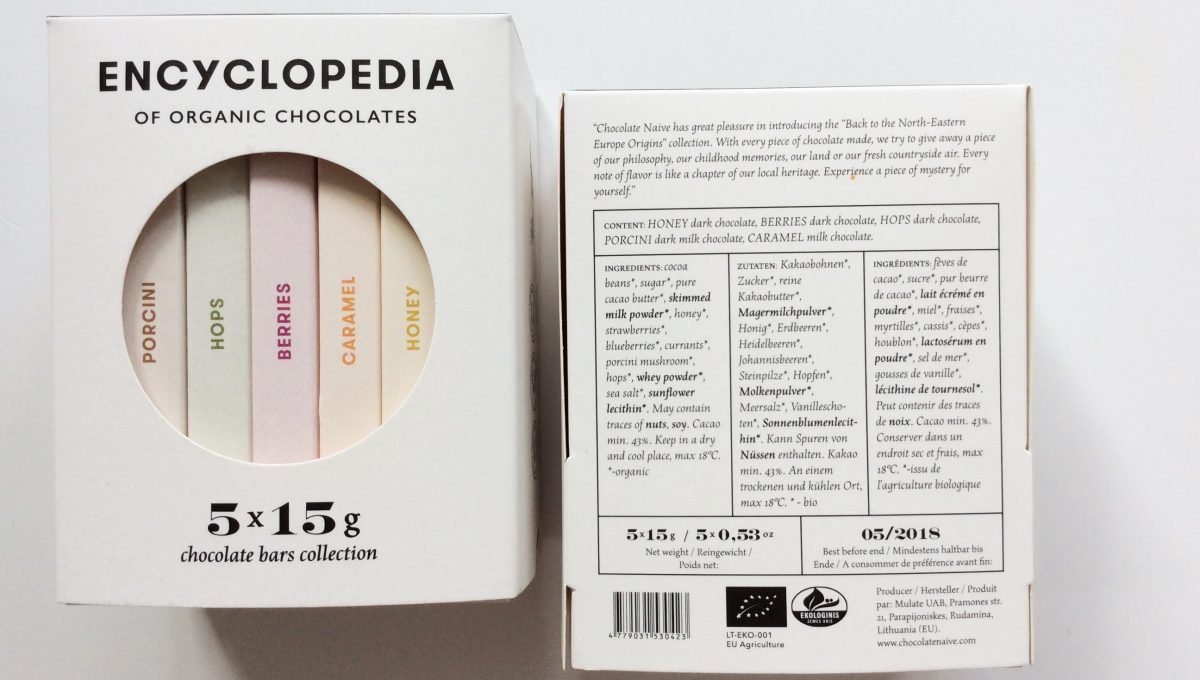 ENCYCLOPEDIA
OF ORGANIC CHOCOLATES
PORCINI
HOPS
BERRIES
CARAMEL
HONEY
5 x 15 g
chocolate bars collection
“Chocolate Naive has great pleasure in introducing the “Back to the North-Eastern
Europe Origins” collection. With every piece of chocolate made, we try to give away a piece
of our philosophy, our childhood memories, our land or our fresh countryside air. Every
note of flavor is like a chapter of our local heritage. Experience a piece of mystery for
yourself.”
CONTENT: HONEY dark chocolate, BERRIES dark chocolate, HOPS dark chocolate,
PORCINI dark milk chocolate, CARAMEL milk chocolate.
INGREDIENTS: cocoa
beans*, sugar*, pure
cacao butter*, skimmed
milk powder*, honey*,
strawberries*,
blueberries*, currants*,
porcini mushroom*,
hops*, whey powder*,
sea salt*, sunflower
lecithin*. May contain
traces of nuts, soy. Cacao
min. 43%. Keep in a dry
and cool place, max 18°C.
*-organic
ZUTATEN: Kakaobohnen*,
Zucker*, reine
Kakaobutter*,
Magermilchpulver*,
Honig*, Erdbeeren*,
Heidelbeeren*,
Johannisbeeren*,
Steinpilze*, Hopfen*,
Molkenpulver*,
Meersalz*, Vanillescho-
ten*, Sonnenblumenlecit-
hin*. Kann Spuren von
Nüssen enthalten. Kakao
min. 43%. An einem
trockenen und kühlen Ort,
max 18°C. * - bio
INGRÉDIENTS: fèves de
cacao*, sucre*, pur beurre
de cacao*, lait écrémé en
poudre*, miel*, fraises*,
myrtilles*, cassis*, cèpes*,
houblon*, lactosérum en
poudre*, sel de mer*,
gousses de vanille*,
lécithine de tournesol*.
Peut contenir des traces
de noix. Cacao min. 43%.
Conserver dans un
endroit sec et frais, max
18°C. *-issu de
l'agriculture biologique
5x15g / 5x0,53 oz
Net weight / Reingewicht /
Poids net:
05/2018
Best before end / Mindestens haltbar bis
Ende / A consommer de préférence avant fin:
4 779031 530423
LT-EKO-001
EU Agriculture
EKOLOGINIS
ŽEMĖS ŪKIS
Producer / Hersteller / Produit
par: Mulate UAB, Pramones str.
21, Parapijoniskes, Rudamina,
Lithuania (EU).
www.chocolatenaive.com